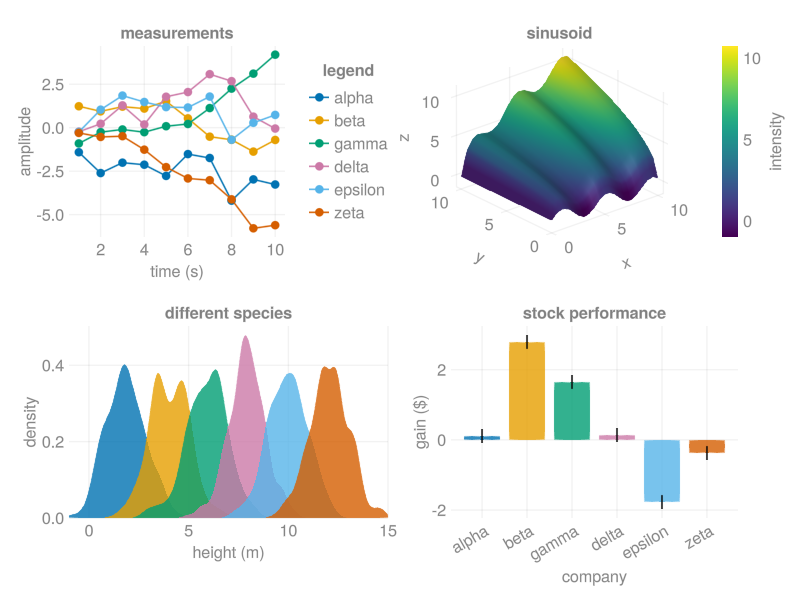 measurements
2.5
0.0
-2.5
-5.0
amplitude
2 4 6 8 10
time (s)
legend
alpha
beta
gamma
delta
epsilon
zeta
sinusoid
10
5
0
z
10
5
0
y
0
5
10
x
10
5
0
intensity
different species
0.4
0.2
0.0
density
0 5 10 15
height (m)
stock performance
2
0
-2
gain ($)
alpha beta gamma delta epsilon zeta
company